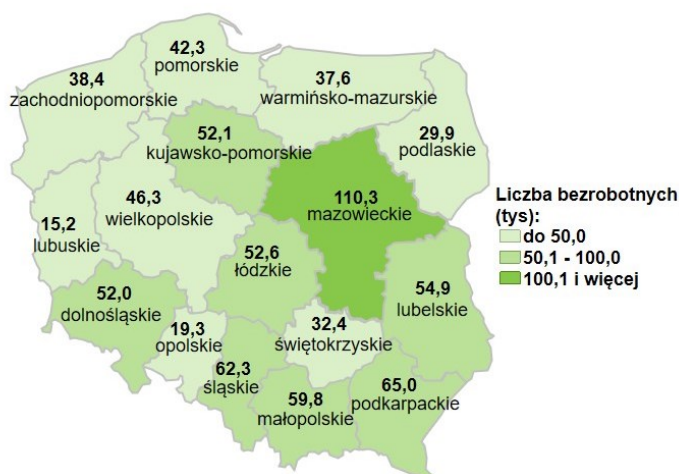 42,3
pomorskie
38,4
zachodniopomorskie
37,6
warmińsko-mazurskie
52,1
kujawsko-pomorskie
29,9
podlaskie
110,3
mazowieckie
46,3
wielkopolskie
15,2
lubuskie
52,6
łódzkie
54,9
lubelskie
52,0
dolnośląskie
19,3
opolskie
32,4
świętokrzyskie
62,3
śląskie
59,8
małopolskie
65,0
podkarpackie
Liczba bezrobotnych
(tys):
do 50,0
50,1 - 100,0
100,1 i więcej